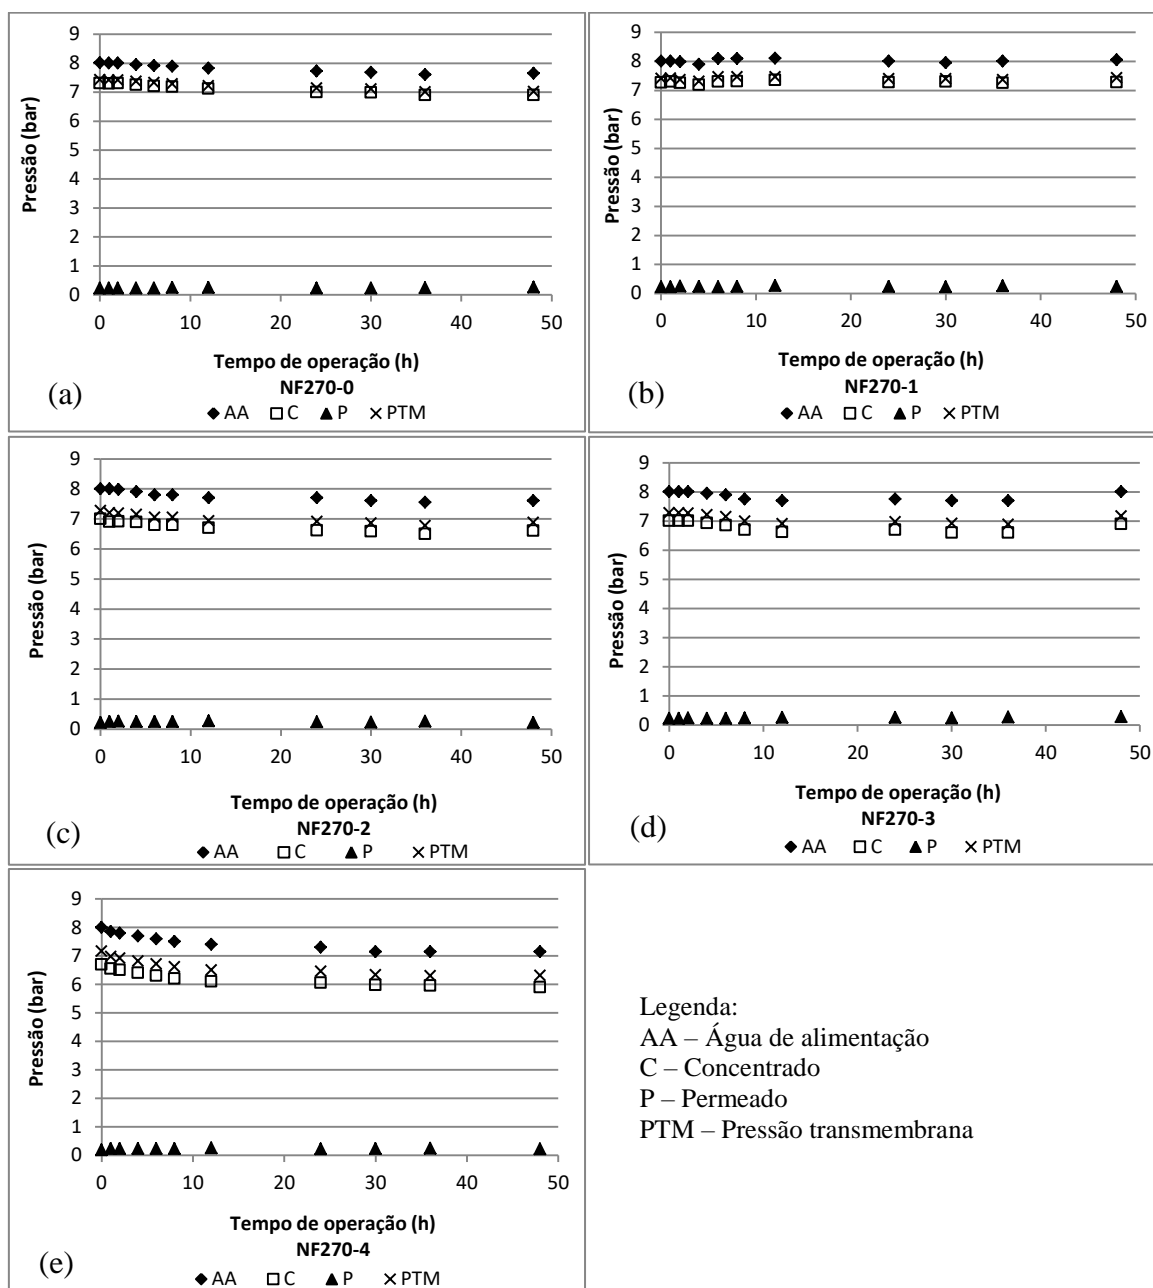 9
8
7
6
5
4
3
2
1
0
Pressão (bar)
0 10 20 30 40 50
Tempo de operação (h)
(a) NF270-0
AA C P PTM
9
8
7
6
5
4
3
2
1
0
Pressão (bar)
0 10 20 30 40 50
Tempo de operação (h)
(b) NF270-1
AA C P PTM
9
8
7
6
5
4
3
2
1
0
Pressão (bar)
0 10 20 30 40 50
Tempo de operação (h)
(c) NF270-2
AA C P PTM
9
8
7
6
5
4
3
2
1
0
Pressão (bar)
0 10 20 30 40 50
Tempo de operação (h)
(d) NF270-3
AA C P PTM
9
8
7
6
5
4
3
2
1
0
Pressão (bar)
0 10 20 30 40 50
Tempo de operação (h)
(e) NF270-4
AA C P PTM
Legenda:
AA – Água de alimentação
C – Concentrado
P – Permeado
PTM – Pressão transmembrana